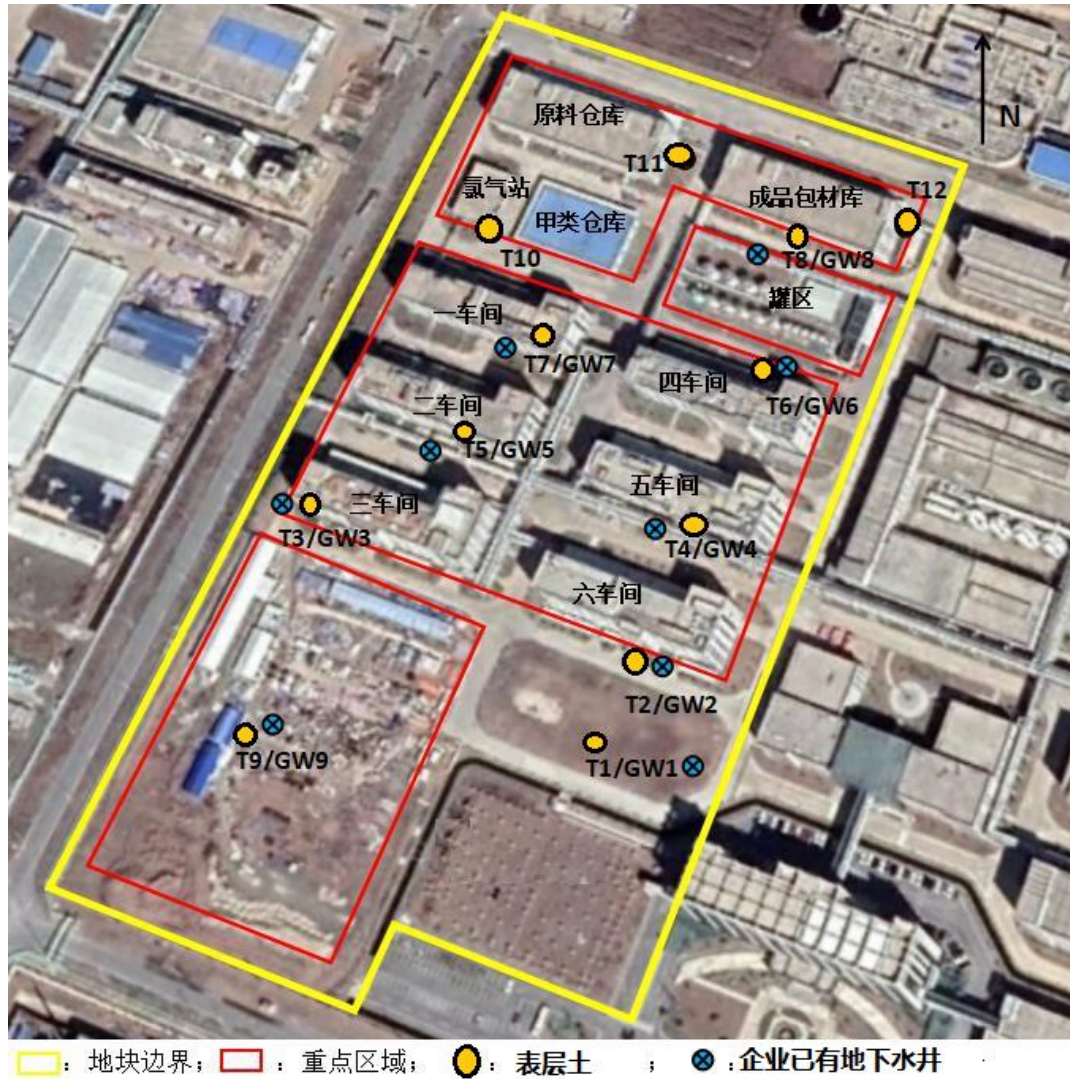 N
原料仓库
T11
氯气站
甲类仓库
T10
成品包材库
T12
T8/GW8
罐区
一车间
T7/GW7
四车间
T6/GW6
二车间
T5/GW5
五车间
三车间
T3/GW3
T4/GW4
六车间
T2/GW2
T9/GW9
T1/GW1
：地块边界；：重点区域；：表层土；：企业已有地下水井